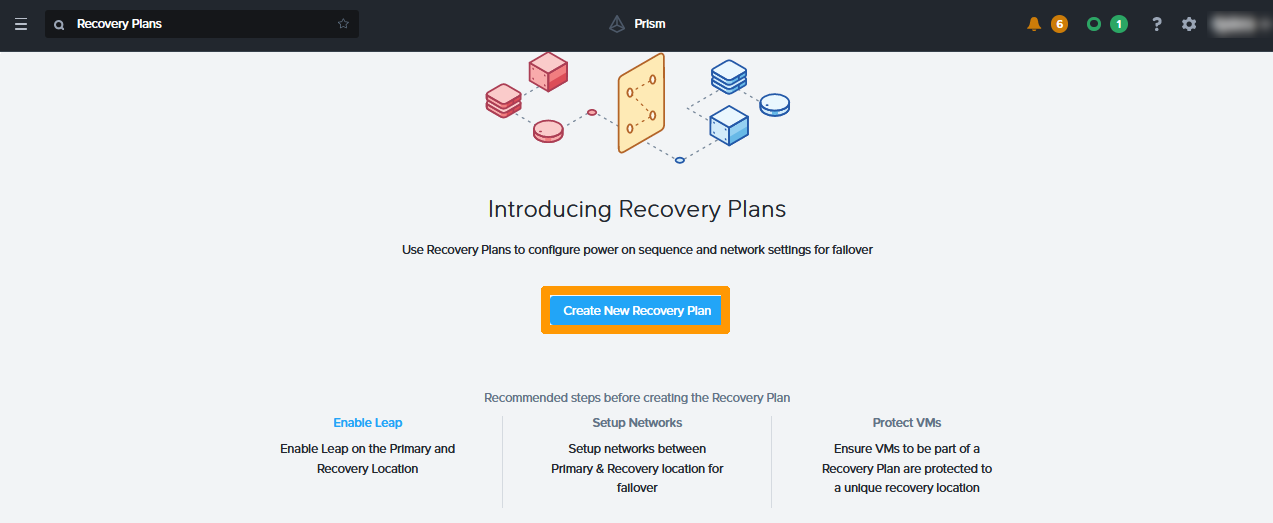 Recovery Plans
Prism
6
1
?
Introducing Recovery Plans
Use Recovery Plans to configure power on sequence and network settings for failover
Create New Recovery Plan
Recommended steps before creating the Recovery Plan
Enable Leap
Enable Leap on the Primary and
Recovery Location
Setup Networks
Setup networks between
Primary & Recovery location for
failover
Protect VMs
Ensure VMs to be part of a
Recovery Plan are protected to
a unique recovery location